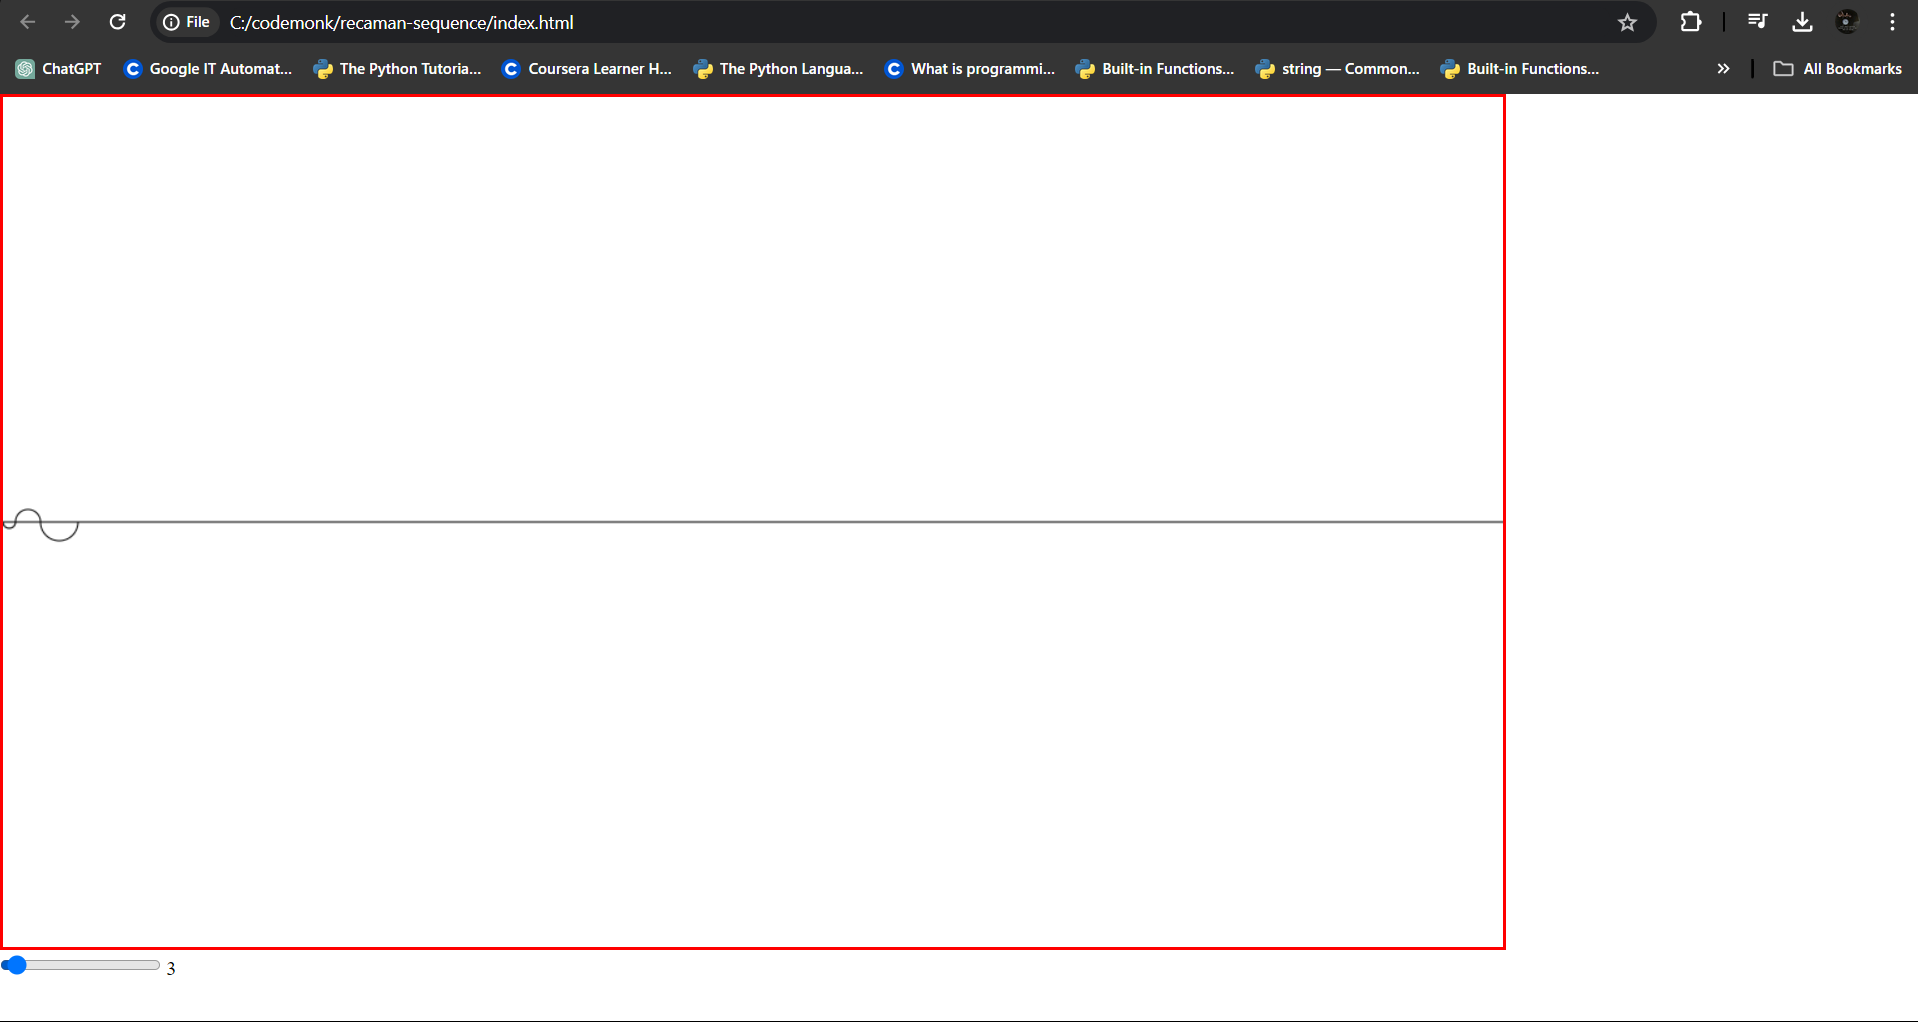 File C:/codemonk/recaman-sequence/index.html
ChatGPT Google IT Automat... The Python Tutoria... Coursera Learner H... The Python Langua... What is programmi... Built-in Functions... string — Common... Built-in Functions... » All Bookmarks
3